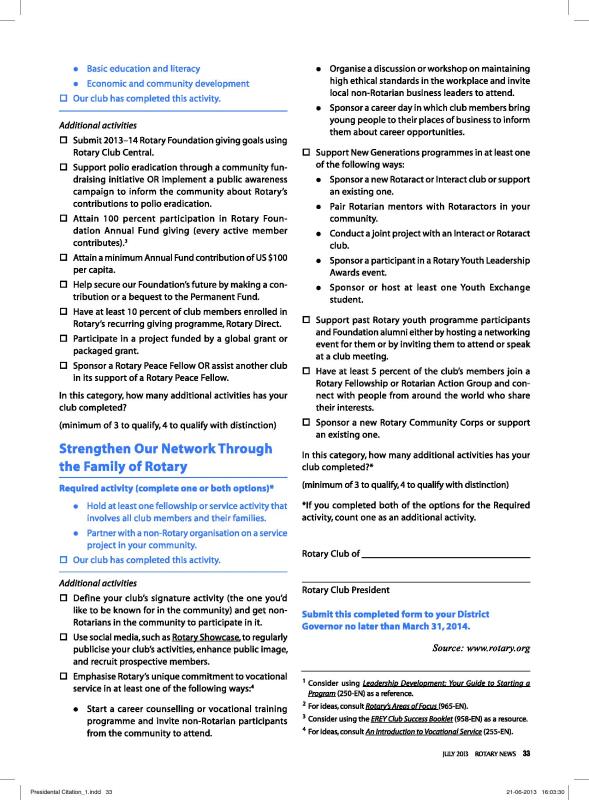 • Basic education and literacy
• Economic and community development
☐ Our club has completed this activity.
Additional activities
☐ Submit 2013–14 Rotary Foundation giving goals using
Rotary Club Central.
☐ Support polio eradication through a community fun-
draising initiative OR implement a public awareness
campaign to inform the community about Rotary's
contributions to polio eradication.
☐ Attain 100 percent participation in Rotary Foun-
dation Annual Fund giving (every active member
contributes).³
☐ Attain a minimum Annual Fund contribution of US $100
per capita.
☐ Help secure our Foundation's future by making a con-
tribution or a bequest to the Permanent Fund.
☐ Have at least 10 percent of club members enrolled in
Rotary's recurring giving programme, Rotary Direct.
☐ Participate in a project funded by a global grant or
packaged grant.
☐ Sponsor a Rotary Peace Fellow OR assist another club
in its support of a Rotary Peace Fellow.
In this category, how many additional activities has your
club completed?
(minimum of 3 to qualify, 4 to qualify with distinction)
Strengthen Our Network Through
the Family of Rotary
Required activity (complete one or both options)*
• Hold at least one fellowship or service activity that
involves all club members and their families.
• Partner with a non-Rotary organisation on a service
project in your community.
☐ Our club has completed this activity.
Additional activities
☐ Define your club's signature activity (the one you'd
like to be known for in the community) and get non-
Rotarians in the community to participate in it.
☐ Use social media, such as Rotary Showcase, to regularly
publicise your club's activities, enhance public image,
and recruit prospective members.
☐ Emphasise Rotary's unique commitment to vocational
service in at least one of the following ways:⁴
• Start a career counselling or vocational training
programme and invite non-Rotarian participants
from the community to attend.
• Organise a discussion or workshop on maintaining
high ethical standards in the workplace and invite
local non-Rotarian business leaders to attend.
• Sponsor a career day in which club members bring
young people to their places of business to inform
them about career opportunities.
☐ Support New Generations programmes in at least one
of the following ways:
• Sponsor a new Rotaract or Interact club or support
an existing one.
• Pair Rotarian mentors with Rotaractors in your
community.
• Conduct a joint project with an Interact or Rotaract
club.
• Sponsor a participant in a Rotary Youth Leadership
Awards event.
• Sponsor or host at least one Youth Exchange
student.
☐ Support past Rotary youth programme participants
and Foundation alumni either by hosting a networking
event for them or by inviting them to attend or speak
at a club meeting.
☐ Have at least 5 percent of the club's members join a
Rotary Fellowship or Rotarian Action Group and con-
nect with people from around the world who share
their interests.
☐ Sponsor a new Rotary Community Corps or support
an existing one.
In this category, how many additional activities has your
club completed?*
(minimum of 3 to qualify, 4 to qualify with distinction)
*If you completed both of the options for the Required
activity, count one as an additional activity.
Rotary Club of
Rotary Club President
Submit this completed form to your District
Governor no later than March 31, 2014.
Source: www.rotary.org
¹ Consider using Leadership Development: Your Guide to Starting a
Program (250-EN) as a reference.
² For ideas, consult Rotary's Areas of Focus (965-EN).
³ Consider using the EREY Club Success Booklet (958-EN) as a resource.
⁴ For ideas, consult An Introduction to Vocational Service (255-EN).
JULY 2013 ROTARY NEWS 33
Presidental Citation_1.indd 33
21-06-2013 16:03:30